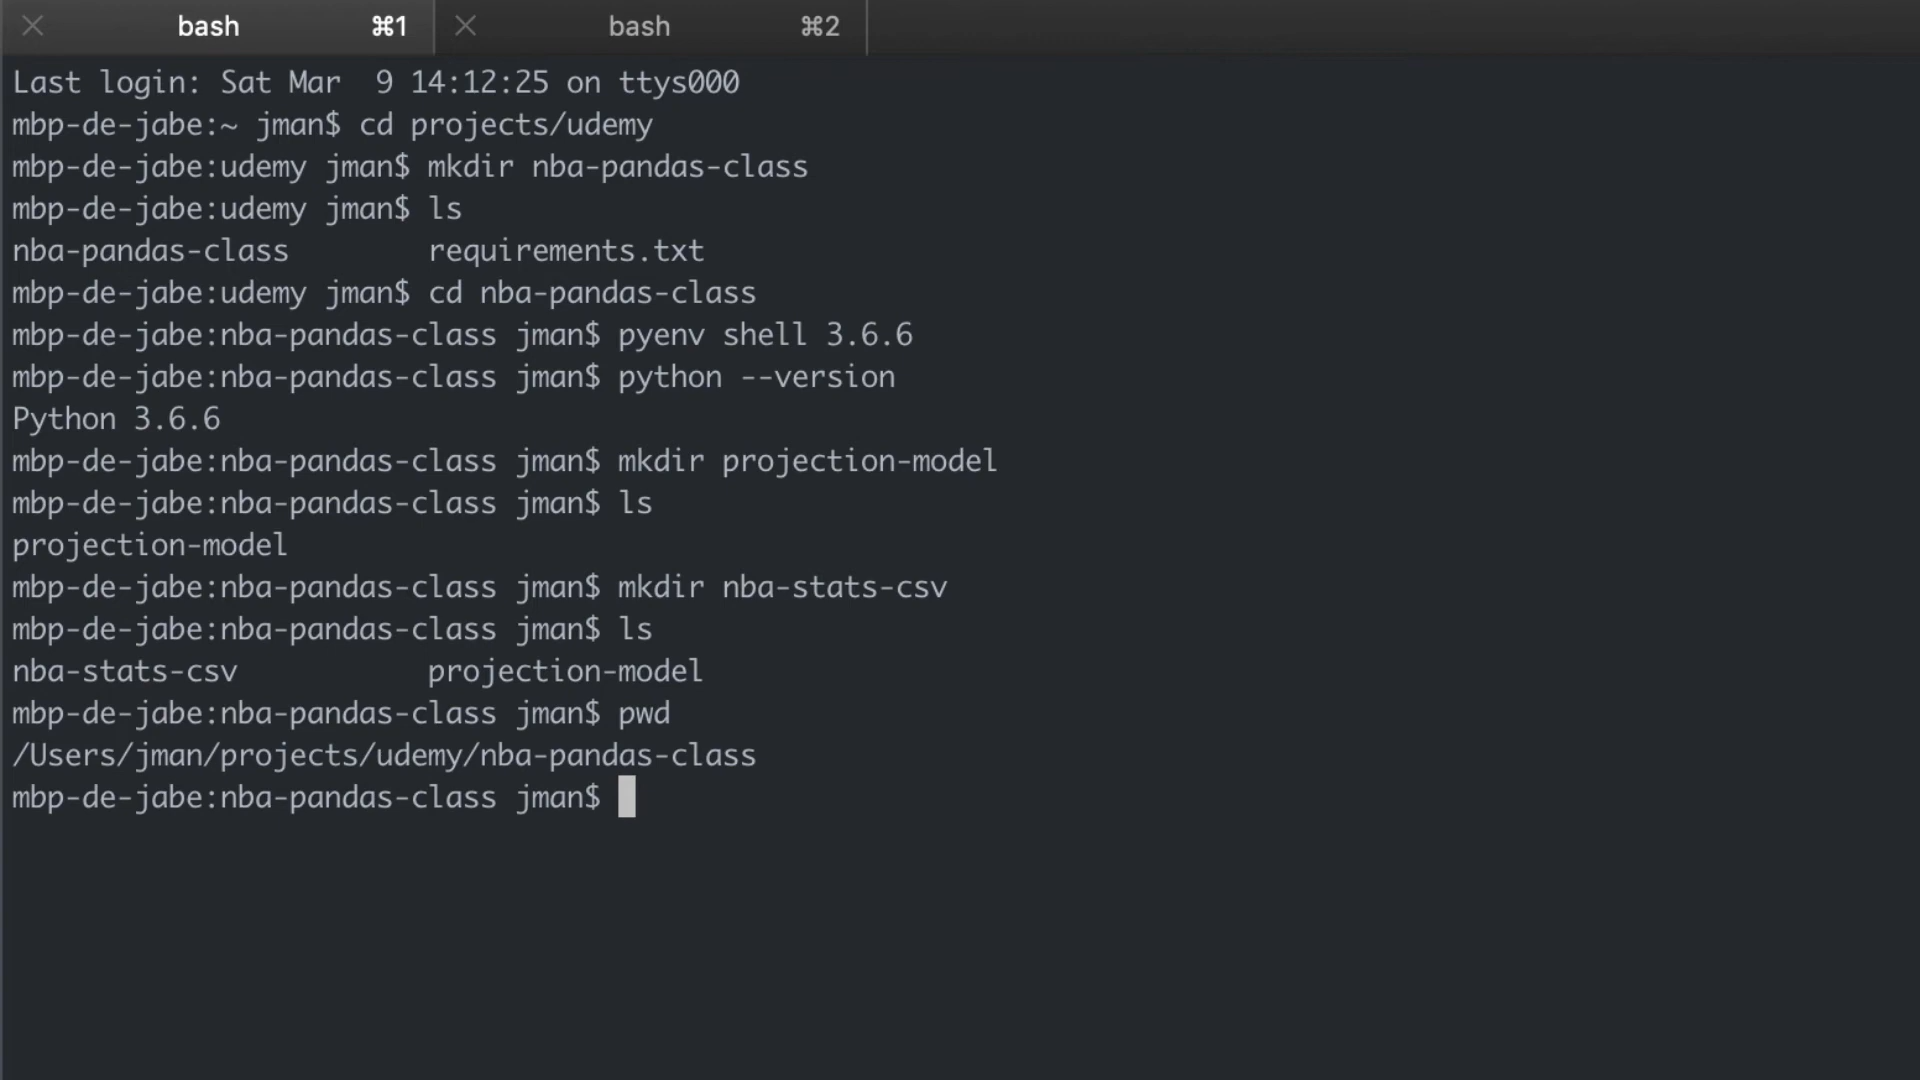 bash ⌘1 bash ⌘2
Last login: Sat Mar  9 14:12:25 on ttys000
mbp-de-jabe:~ jman$ cd projects/udemy
mbp-de-jabe:udemy jman$ mkdir nba-pandas-class
mbp-de-jabe:udemy jman$ ls
nba-pandas-class        requirements.txt
mbp-de-jabe:udemy jman$ cd nba-pandas-class
mbp-de-jabe:nba-pandas-class jman$ pyenv shell 3.6.6
mbp-de-jabe:nba-pandas-class jman$ python --version
Python 3.6.6
mbp-de-jabe:nba-pandas-class jman$ mkdir projection-model
mbp-de-jabe:nba-pandas-class jman$ ls
projection-model
mbp-de-jabe:nba-pandas-class jman$ mkdir nba-stats-csv
mbp-de-jabe:nba-pandas-class jman$ ls
nba-stats-csv           projection-model
mbp-de-jabe:nba-pandas-class jman$ pwd
/Users/jman/projects/udemy/nba-pandas-class
mbp-de-jabe:nba-pandas-class jman$